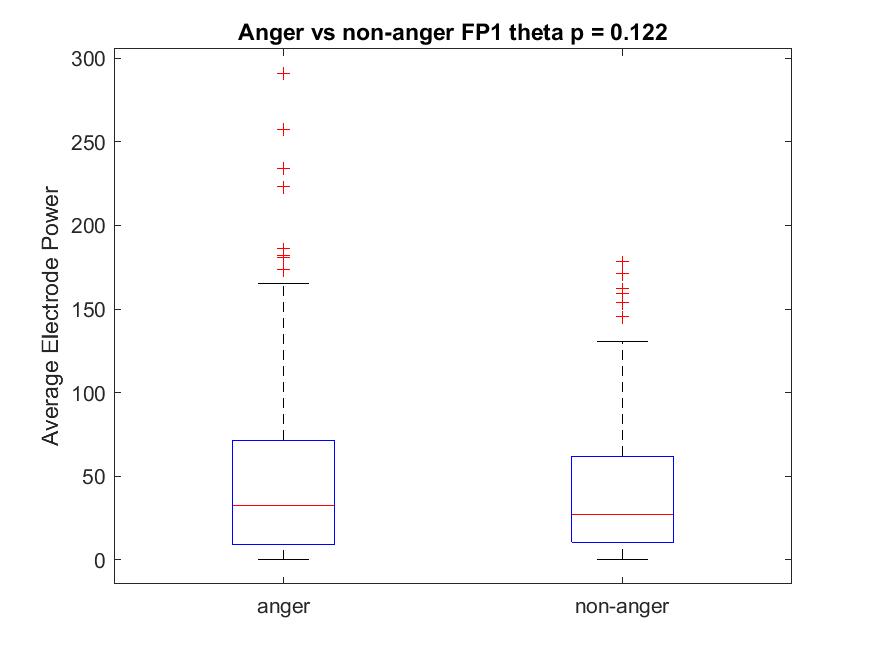 Anger vs non-anger FP1 theta p = 0.122
Average Electrode Power
300
250
200
150
100
50
0
anger
non-anger